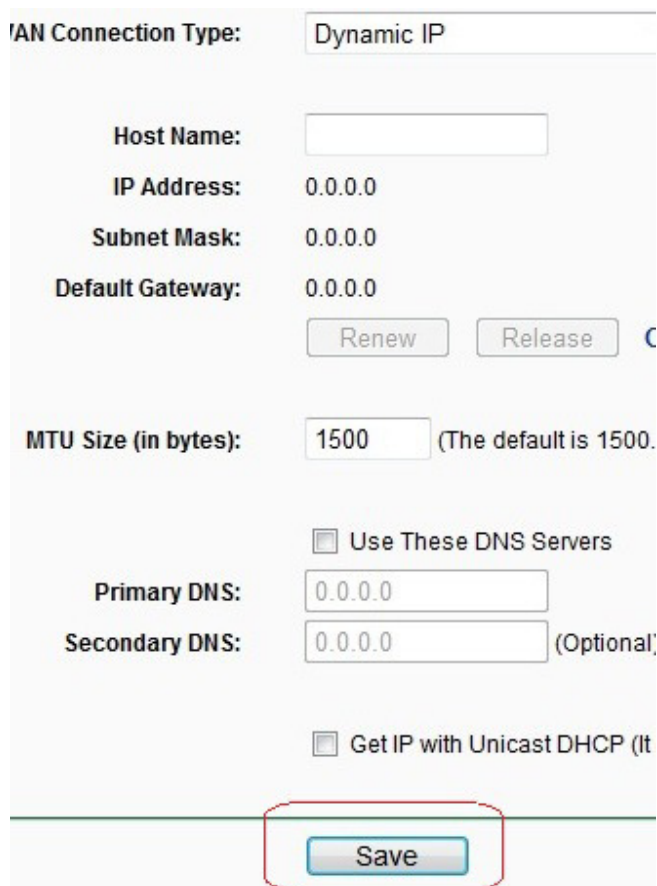 VAN Connection Type: Dynamic IP
Host Name:
IP Address: 0.0.0.0
Subnet Mask: 0.0.0.0
Default Gateway: 0.0.0.0
Renew Release
MTU Size (in bytes): 1500 (The default is 1500.
Use These DNS Servers
Primary DNS: 0.0.0.0
Secondary DNS: 0.0.0.0 (Optional)
Get IP with Unicast DHCP (It
Save